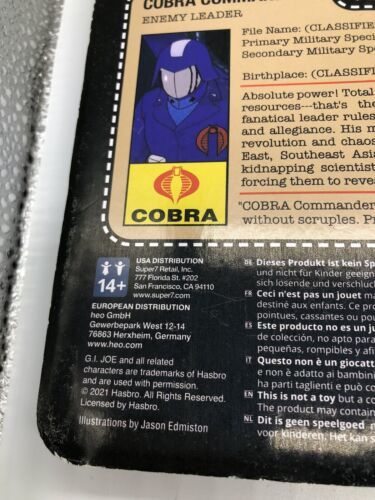 COBRA COMMAN
ENEMY LEADER
File Name: (CLASSIFIE
Primary Military Speci
Secondary Military Spe
Birthplace: (CLASSIFI
Absolute power! Total
resources---that's the
fanatical leader rules
and allegiance. His m
revolution and chaos
East, Southeast Asia
kidnapping scientist
forcing them to revea
"COBRA Commander
without scruples. Pr
COBRA
14+
USA DISTRIBUTION
Super7 Retail, Inc.
777 Florida St. #202
San Francisco, CA 94110
www.super7.com
EUROPEAN DISTRIBUTION
heo GmbH
Gewerbepark West 12-14
76863 Herxheim, Germany
www.heo.com
G.I. JOE and all related
characters are trademarks of Hasbro
and are used with permission.
© 2021 Hasbro. All Rights Reserved.
Licensed by Hasbro.
Illustrations by Jason Edmiston
DE Dieses Produkt ist kein Sp
und nicht für Kinder geeign
sich lösende und verschluc
FR Ceci n'est pas un jouet ma
destiné aux enfants. Ce pro
pointues, cassantes ou pou
ES Este producto no es un ju
de colección, no apto para
pequeñas, rompibles y afil
IT Questo non è un giocatt
e non è adatto ai bambini
ha parti taglienti e può co
EN This is not a toy but a co
The product may contain
NL Dit is geen speelgoed m
voor kinderen. Het kan s